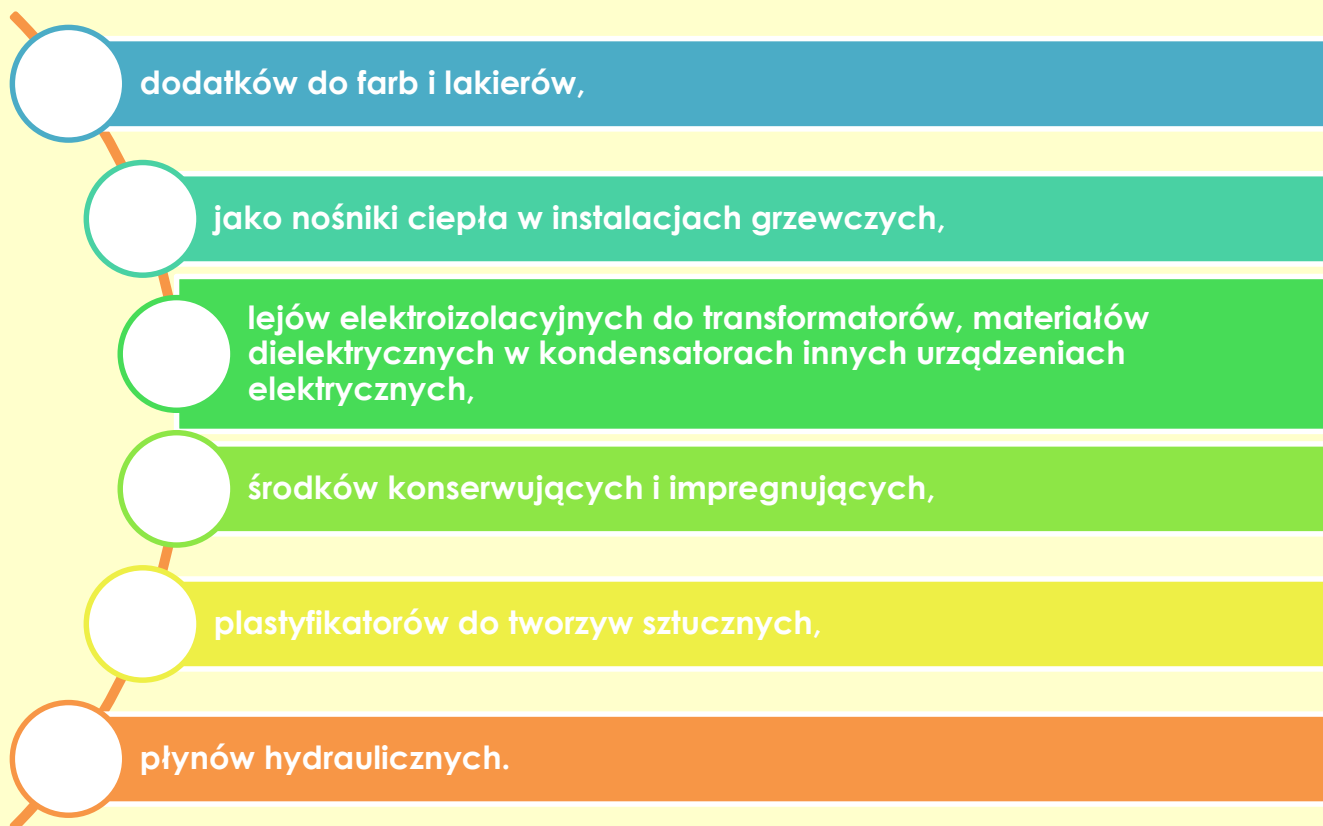 dodatków do farb i lakierów,
jako nośniki ciepła w instalacjach grzewczych,
lejów elektroizolacyjnych do transformatorów, materiałów
dielektrycznych w kondensatorach innych urządzeniach
elektrycznych,
środków konserwujących i impregnujących,
plastyfikatorów do tworzyw sztucznych,
płynów hydraulicznych.